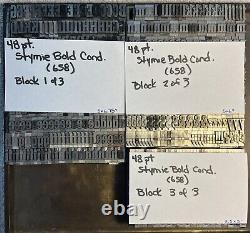 48 pt.
Stymie Bold Cond.
(658)
Block 1 of 3
48 pt.
Stymie Bold Cond.
(658)
Block 2 of 3
48 pt
Stymie Bold Cond.
(658)
Block 3 of 3